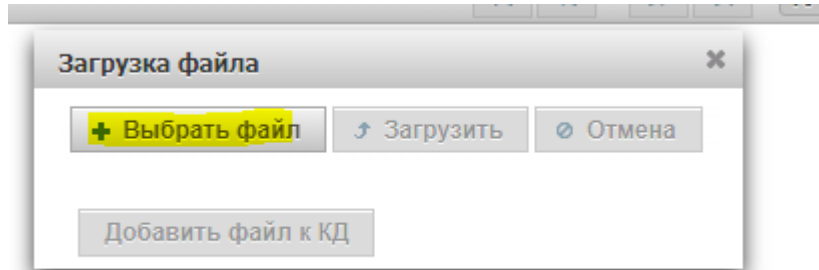 Загрузка файла
Выбрать файл Загрузить Отмена
Добавить файл к КД